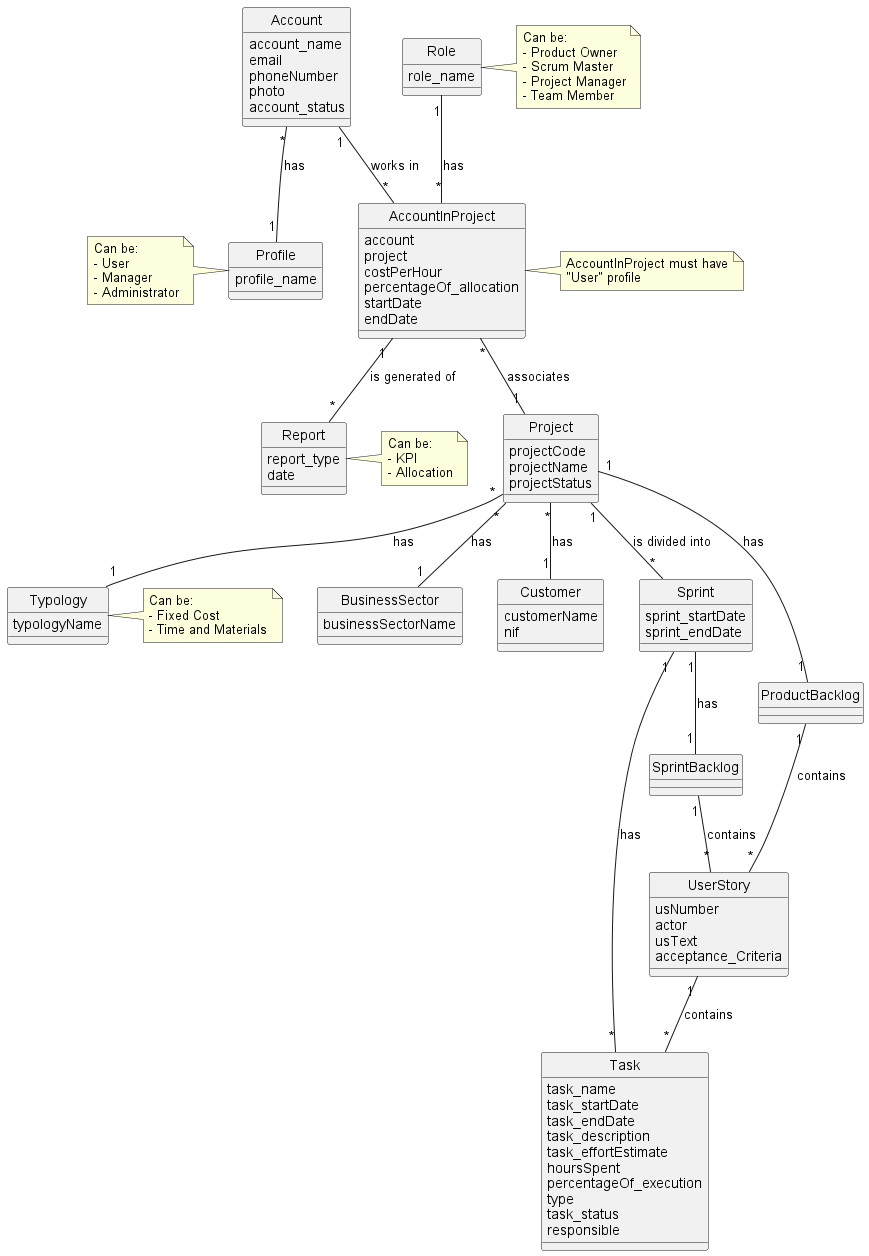 Account
account_name
email
phoneNumber
photo
account_status
Role
role_name
Can be:
- Product Owner
- Scrum Master
- Project Manager
- Team Member
*
1
1
has
works in
has
1
*
*
Can be:
- User
- Manager
- Administrator
Profile
profile_name
AccountInProject
account
project
costPerHour
percentageOf_allocation
startDate
endDate
AccountInProject must have
"User" profile
1
*
is generated of
associates
*
1
Report
report_type
date
Can be:
- KPI
- Allocation
Project
projectCode
projectName
projectStatus
*
*
*
1
1
has
has
has
is divided into
has
1
1
1
*
1
Typology
typologyName
Can be:
- Fixed Cost
- Time and Materials
BusinessSector
businessSectorName
Customer
customerName
nif
Sprint
sprint_startDate
sprint_endDate
ProductBacklog
1
1
has
1
SprintBacklog
1
contains
1
contains
*
*
has
*
UserStory
usNumber
actor
usText
acceptance_Criteria
1
contains
*
Task
task_name
task_startDate
task_endDate
task_description
task_effortEstimate
hoursSpent
percentageOf_execution
type
task_status
responsible